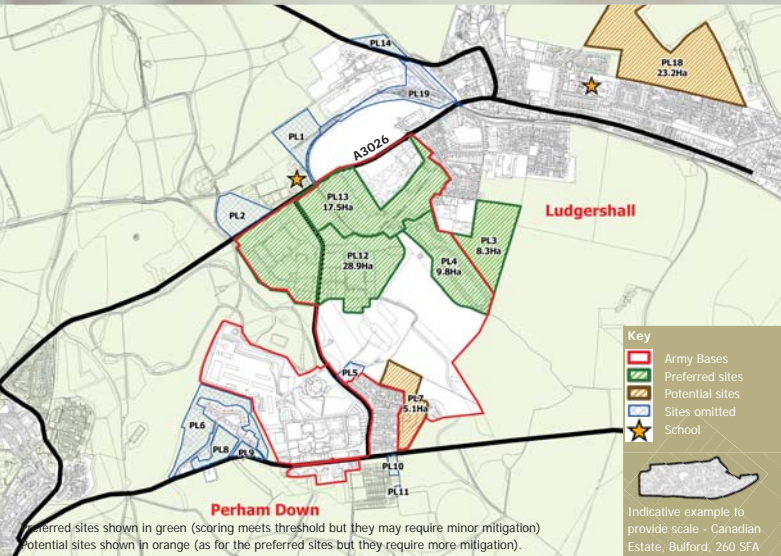 PL14
PL18
23.2Ha
PL19
PL1
A3026
PL13
17.5Ha
PL2
Ludgershall
PL3
8.3Ha
PL12
28.9Ha
PL4
9.8Ha
PL5
PL7
5.1Ha
PL6
PL8
PL9
PL10
PL11
Perham Down
Key
Army Bases
Preferred sites
Potential sites
Sites omitted
School
Indicative example to
provide scale - Canadian
Estate, Bulford, 260 SFA
Preferred sites shown in green (scoring meets threshold but they may require minor mitigation)
Potential sites shown in orange (as for the preferred sites but they require more mitigation).